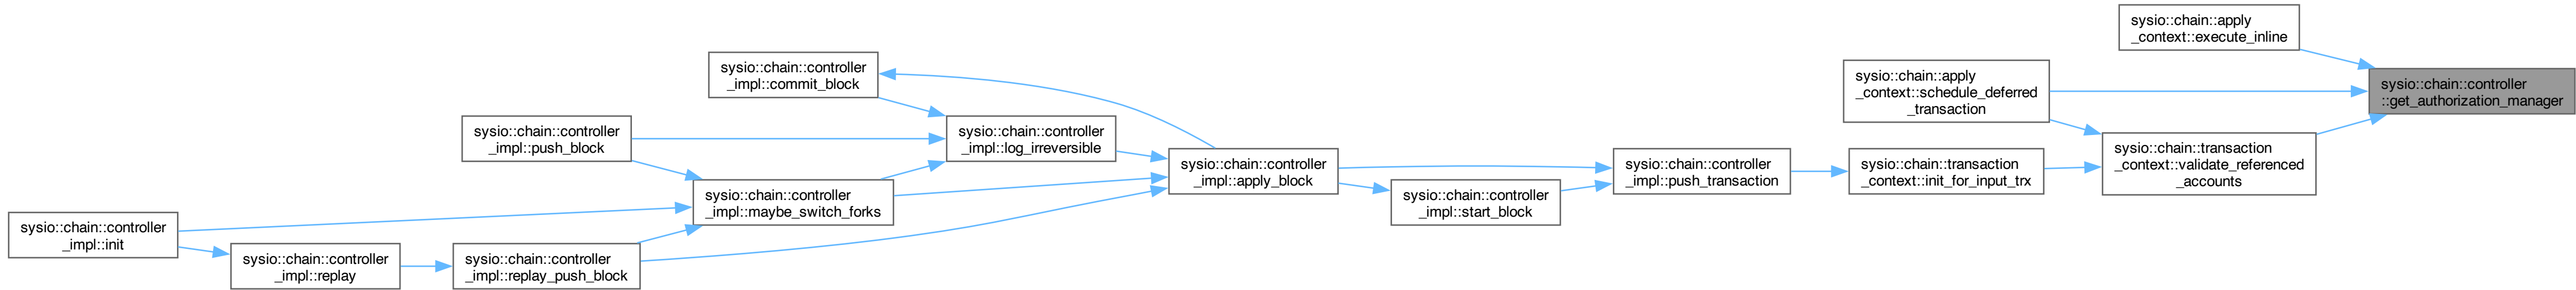 sysio::chain::apply
_context::execute_inline
sysio::chain::controller
_impl::commit_block
sysio::chain::apply
_context::schedule_deferred
_transaction
sysio::chain::controller
::get_authorization_manager
sysio::chain::controller
_impl::push_block
sysio::chain::controller
_impl::log_irreversible
sysio::chain::transaction
_context::validate_referenced
_accounts
sysio::chain::controller
_impl::apply_block
sysio::chain::controller
_impl::push_transaction
sysio::chain::transaction
_context::init_for_input_trx
sysio::chain::controller
_impl::maybe_switch_forks
sysio::chain::controller
_impl::start_block
sysio::chain::controller
_impl::init
sysio::chain::controller
_impl::replay
sysio::chain::controller
_impl::replay_push_block